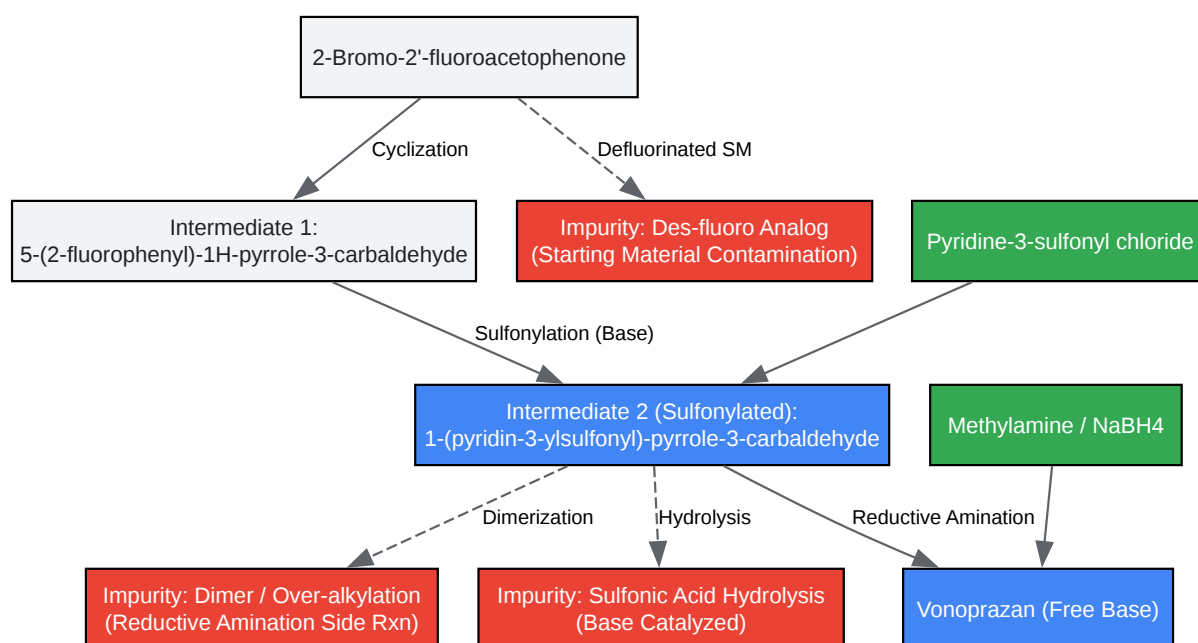 2-Bromo-2'-fluoroacetophenone
Cyclization
Defluorinated SM
Intermediate 1:
5-(2-fluorophenyl)-1H-pyrrole-3-carbaldehyde
Impurity: Des-fluoro Analog
(Starting Material Contamination)
Pyridine-3-sulfonyl chloride
Sulfonylation (Base)
Intermediate 2 (Sulfonylated):
1-(pyridin-3-ylsulfonyl)-pyrrole-3-carbaldehyde
Methylamine / NaBH4
Dimerization
Hydrolysis
Reductive Amination
Impurity: Dimer / Over-alkylation
(Reductive Amination Side Rxn)
Impurity: Sulfonic Acid Hydrolysis
(Base Catalyzed)
Vonoprazan (Free Base)